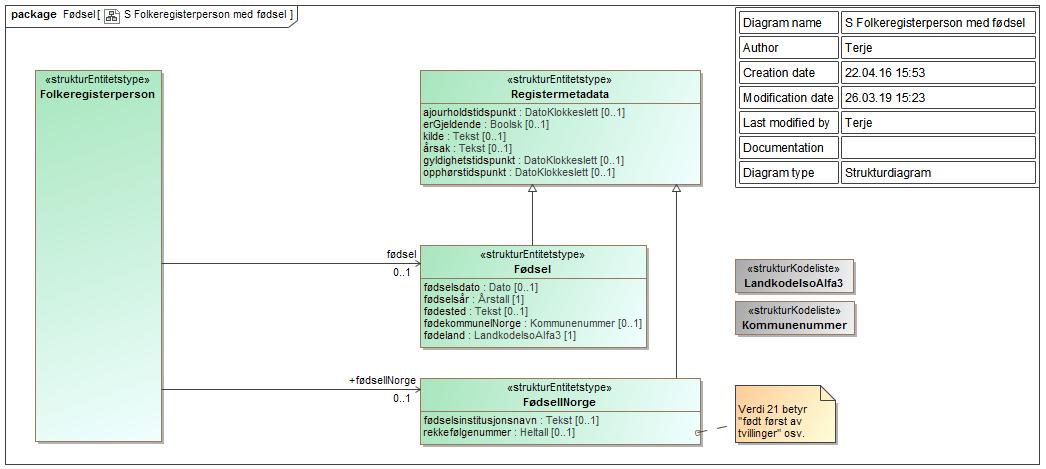 package Fødsel[ S Folkeregisterperson med fødsel ]
Diagram name S Folkeregisterperson med fødsel
Author Terje
Creation date 22.04.16 15:53
Modification date 26.03.19 15:23
Last modified by Terje
Documentation
Diagram type Strukturdiagram
«strukturEntitetstype»
Folkeregisterperson
«strukturEntitetstype»
Registermetadata
ajourholdstidspunkt : DatoKlokkeslett [0..1]
erGjeldende : Boolsk [0..1]
kilde : Tekst [0..1]
årsak : Tekst [0..1]
gyldighetstidspunkt : DatoKlokkeslett [0..1]
opphørstidspunkt : DatoKlokkeslett [0..1]
fødsel
0..1
«strukturEntitetstype»
Fødsel
fødselsdato : Dato [0..1]
fødselsår : Årstall [1]
fødested : Tekst [0..1]
fødekommuneINorge : Kommunenummer [0..1]
fødeland : LandkodeIsoAlfa3 [1]
«strukturKodeliste»
LandkodeIsoAlfa3
«strukturKodeliste»
Kommunenummer
+fødselINorge
0..1
«strukturEntitetstype»
FødselINorge
fødselsinstitusjonsnavn : Tekst [0..1]
rekkefølgenummer : Heltall [0..1]
Verdi 21 betyr
"født først av
tvillinger" osv.